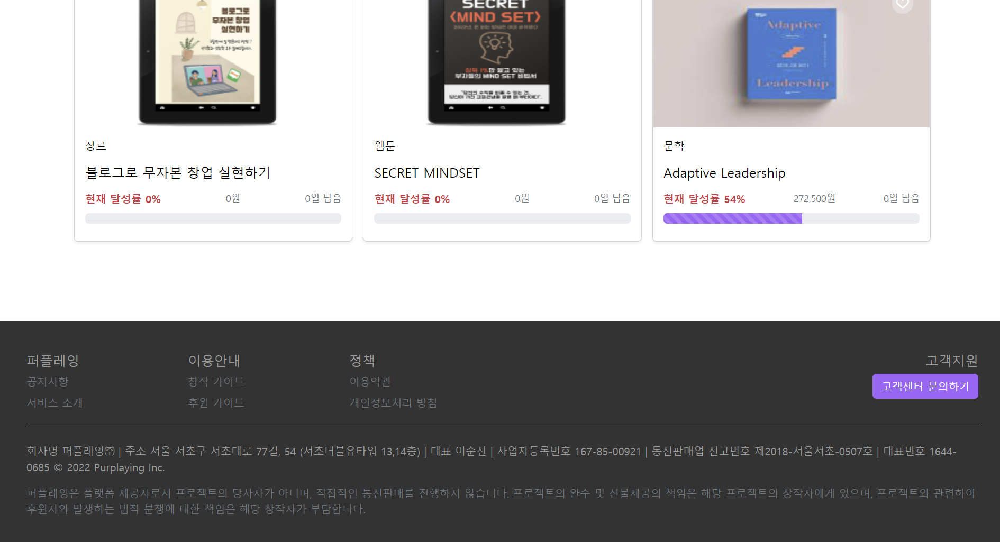 블로그로
무자본 창업
실현하기
SECRET
<MIND SET>
상위 1%만 알고 있는
부자들의 MIND SET 비법서
Adaptive
Leadership
장르
블로그로 무자본 창업 실현하기
현재 달성률 0% 0원 0일 남음
웹툰
SECRET MINDSET
현재 달성률 0% 0원 0일 남음
문학
Adaptive Leadership
현재 달성률 54% 272,500원 0일 남음
퍼플레잉
공지사항
서비스 소개
이용안내
창작 가이드
후원 가이드
정책
이용약관
개인정보처리 방침
고객지원
고객센터 문의하기
회사명 퍼플레잉㈜ | 주소 서울 서초구 서초대로 77길, 54 (서초더블유타워 13,14층) | 대표 이순신 | 사업자등록번호 167-85-00921 | 통신판매업 신고번호 제2018-서울서초-0507호 | 대표번호 1644-
0685 © 2022 Purplaying Inc.
퍼플레잉은 플랫폼 제공자로서 프로젝트의 당사자가 아니며, 직접적인 통신판매를 진행하지 않습니다. 프로젝트의 완수 및 선물제공의 책임은 해당 프로젝트의 창작자에게 있으며, 프로젝트와 관련하여
후원자와 발생하는 법적 분쟁에 대한 책임은 해당 창작자가 부담합니다.